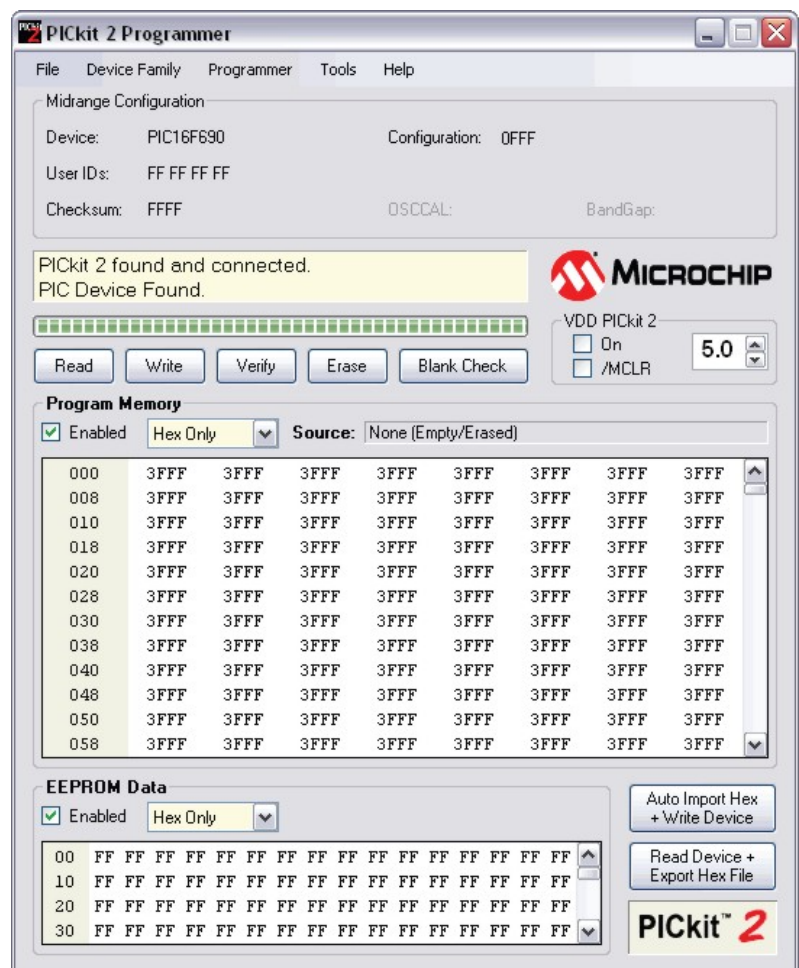 PICkit 2 Programmer
File Device Family Programmer Tools Help
Midrange Configuration
Device: PIC16F690 Configuration: 0FFF
User IDs: FF FF FF FF
Checksum: FFFF OSCCAL: BandGap:
PICkit 2 found and connected.
PIC Device Found.
MICROCHIP
VDD PICkit 2
On
/MCLR
5.0
Read Write Verify Erase Blank Check
Program Memory
Enabled Hex Only Source: None (Empty/Erased)
000 3FFF 3FFF 3FFF 3FFF 3FFF 3FFF 3FFF 3FFF
008 3FFF 3FFF 3FFF 3FFF 3FFF 3FFF 3FFF 3FFF
010 3FFF 3FFF 3FFF 3FFF 3FFF 3FFF 3FFF 3FFF
018 3FFF 3FFF 3FFF 3FFF 3FFF 3FFF 3FFF 3FFF
020 3FFF 3FFF 3FFF 3FFF 3FFF 3FFF 3FFF 3FFF
028 3FFF 3FFF 3FFF 3FFF 3FFF 3FFF 3FFF 3FFF
030 3FFF 3FFF 3FFF 3FFF 3FFF 3FFF 3FFF 3FFF
038 3FFF 3FFF 3FFF 3FFF 3FFF 3FFF 3FFF 3FFF
040 3FFF 3FFF 3FFF 3FFF 3FFF 3FFF 3FFF 3FFF
048 3FFF 3FFF 3FFF 3FFF 3FFF 3FFF 3FFF 3FFF
050 3FFF 3FFF 3FFF 3FFF 3FFF 3FFF 3FFF 3FFF
058 3FFF 3FFF 3FFF 3FFF 3FFF 3FFF 3FFF 3FFF
EEPROM Data
Enabled Hex Only
00 FF FF FF FF FF FF FF FF FF FF FF FF FF FF FF FF
10 FF FF FF FF FF FF FF FF FF FF FF FF FF FF FF FF
20 FF FF FF FF FF FF FF FF FF FF FF FF FF FF FF FF
30 FF FF FF FF FF FF FF FF FF FF FF FF FF FF FF FF
Auto Import Hex
+ Write Device
Read Device +
Export Hex File
PICkit™ 2